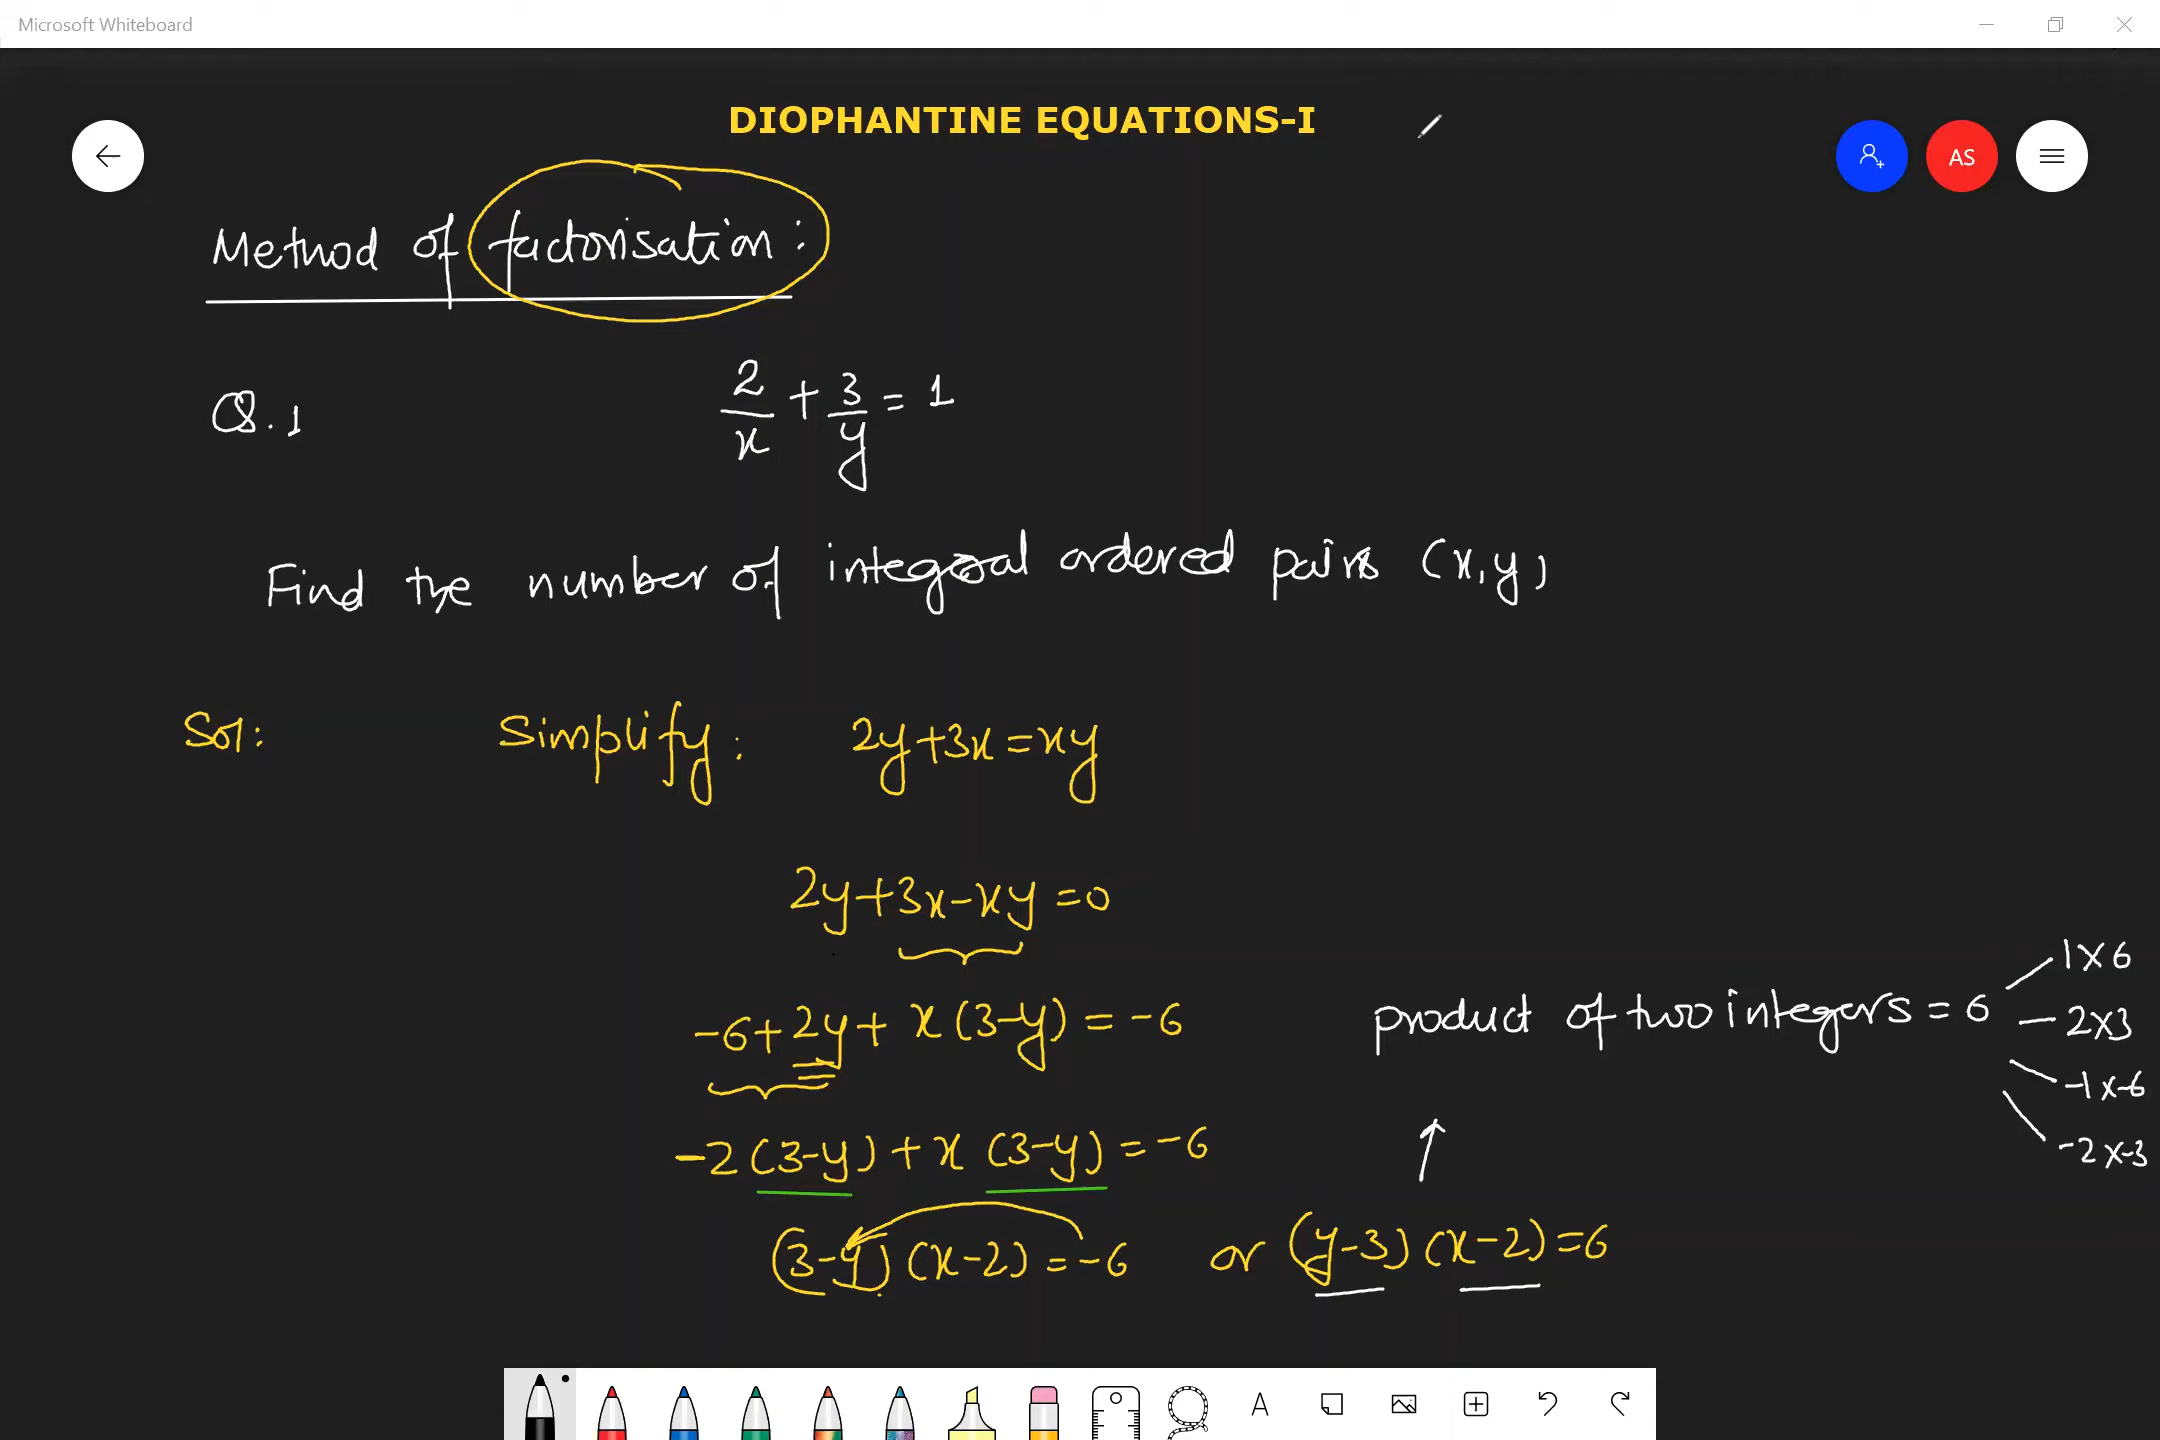 Microsoft Whiteboard
DIOPHANTINE EQUATIONS-I
AS
Method of factorisation:
Q.1
2/x + 3/y = 1
Find the number of integral ordered pairs (x,y)
Sol: Simplify: 2y+3x=xy
2y+3x-xy=0
-6+2y+ x(3-y) = -6
product of two integers = 6
1x6
2x3
-1x-6
-2x-3
-2(3-y)+x(3-y)=-6
(3-y)(x-2)=-6 or (y-3)(x-2)=6
A